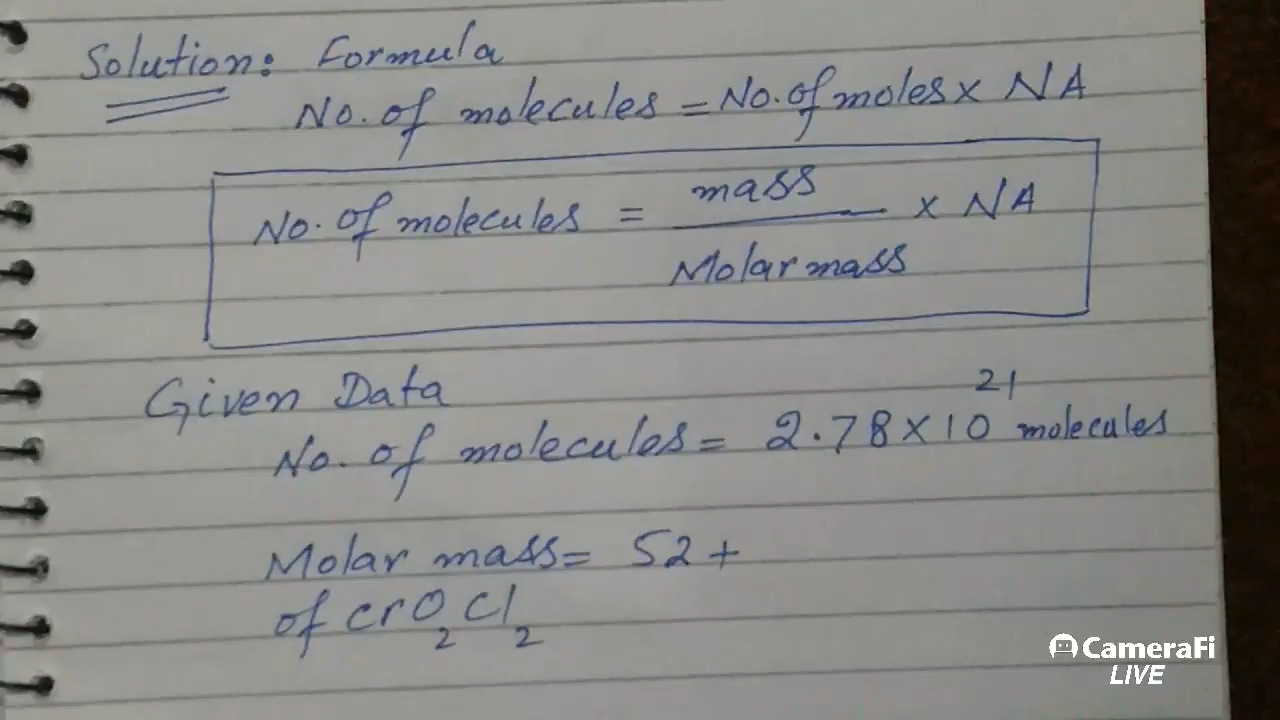 Solution: Formula
No. of molecules = No. of moles x NA
No. of molecules = mass / Molar mass x NA
Given Data
No. of molecules = 2.78 x 10^21 molecules
Molar mass = 52 +
of crO2Cl2
CameraFi
LIVE